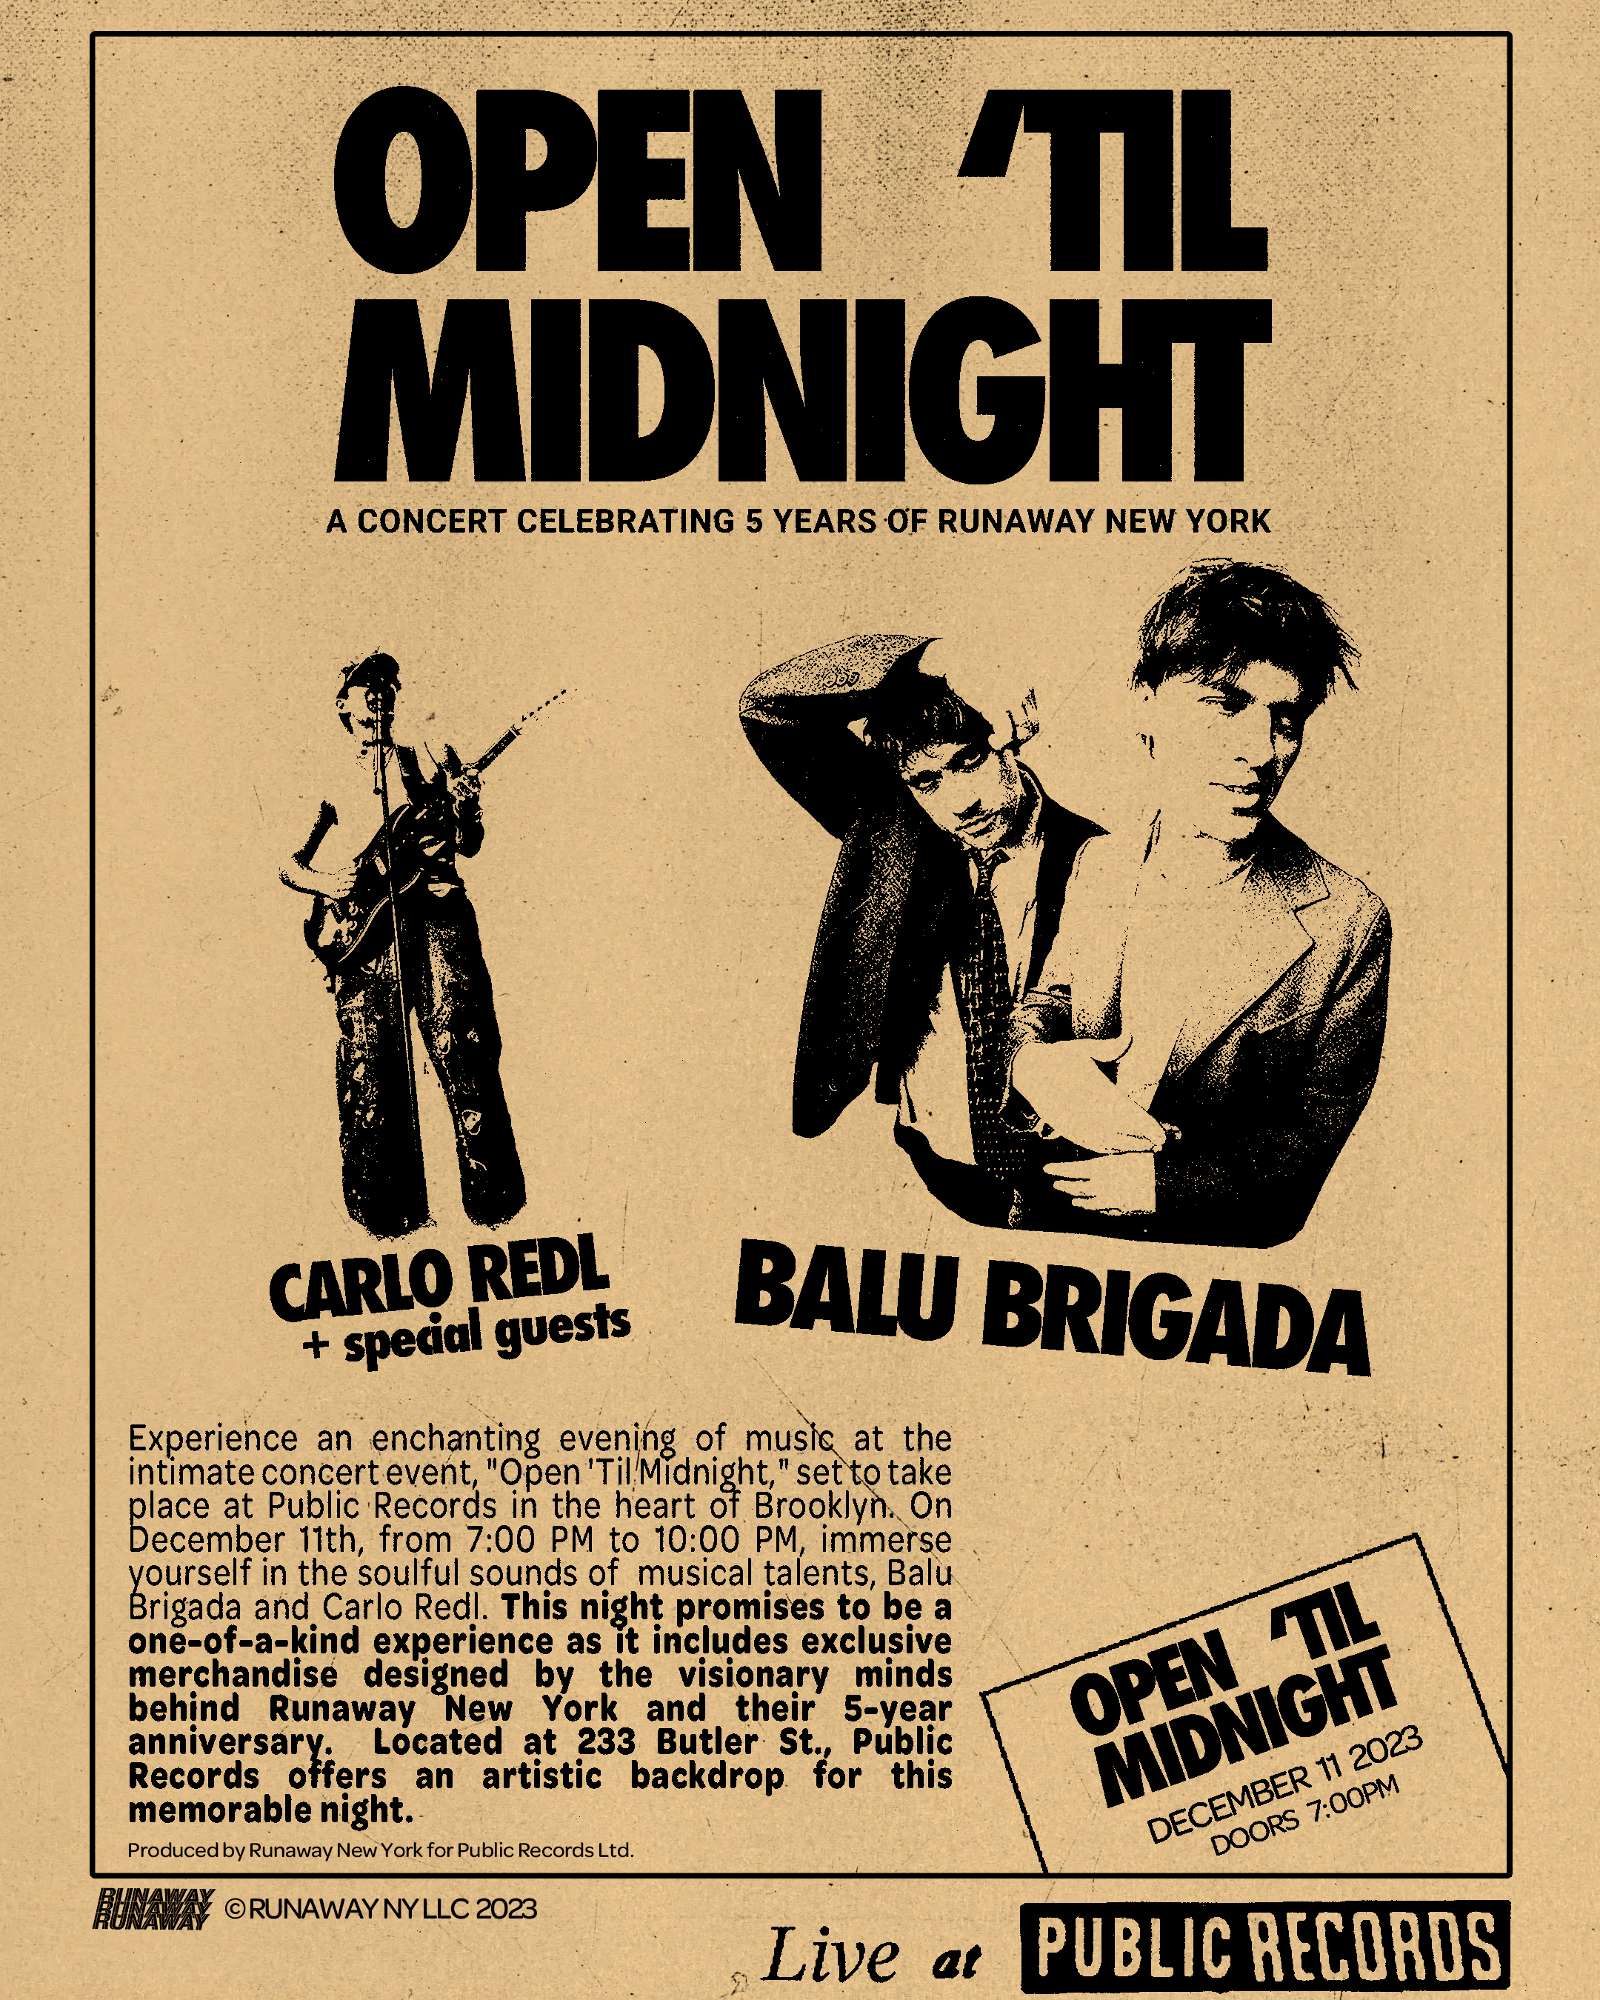 OPEN 'TIL
MIDNIGHT
A CONCERT CELEBRATING 5 YEARS OF RUNAWAY NEW YORK
CARLO REDL
+ special guests
BALU BRIGADA
Experience an enchanting evening of music at the
intimate concert event, "Open 'Til Midnight," set to take
place at Public Records in the heart of Brooklyn. On
December 11th, from 7:00 PM to 10:00 PM, immerse
yourself in the soulful sounds of musical talents, Balu
Brigada and Carlo Redl. This night promises to be a
one-of-a-kind experience as it includes exclusive
merchandise designed by the visionary minds
behind Runaway New York and their 5-year
anniversary. Located at 233 Butler St., Public
Records offers an artistic backdrop for this
memorable night.
Produced by Runaway New York for Public Records Ltd.
OPEN 'TIL
MIDNIGHT
DECEMBER 11 2023
DOORS 7:00PM
RUNAWAY
RUNAWAY
RUNAWAY
© RUNAWAY NY LLC 2023
Live at PUBLIC RECORDS